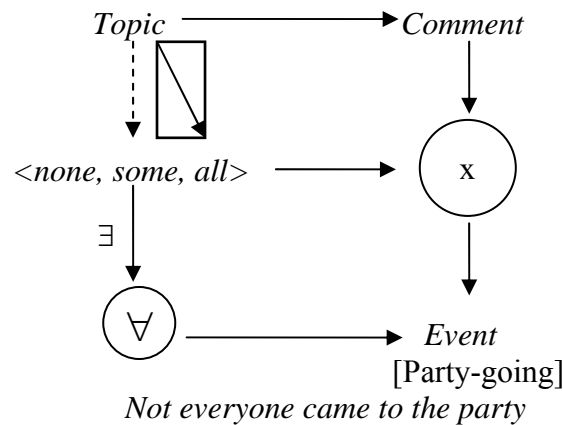 Topic Comment
<none, some, all> x
∃
∀ Event
[Party-going]
Not everyone came to the party